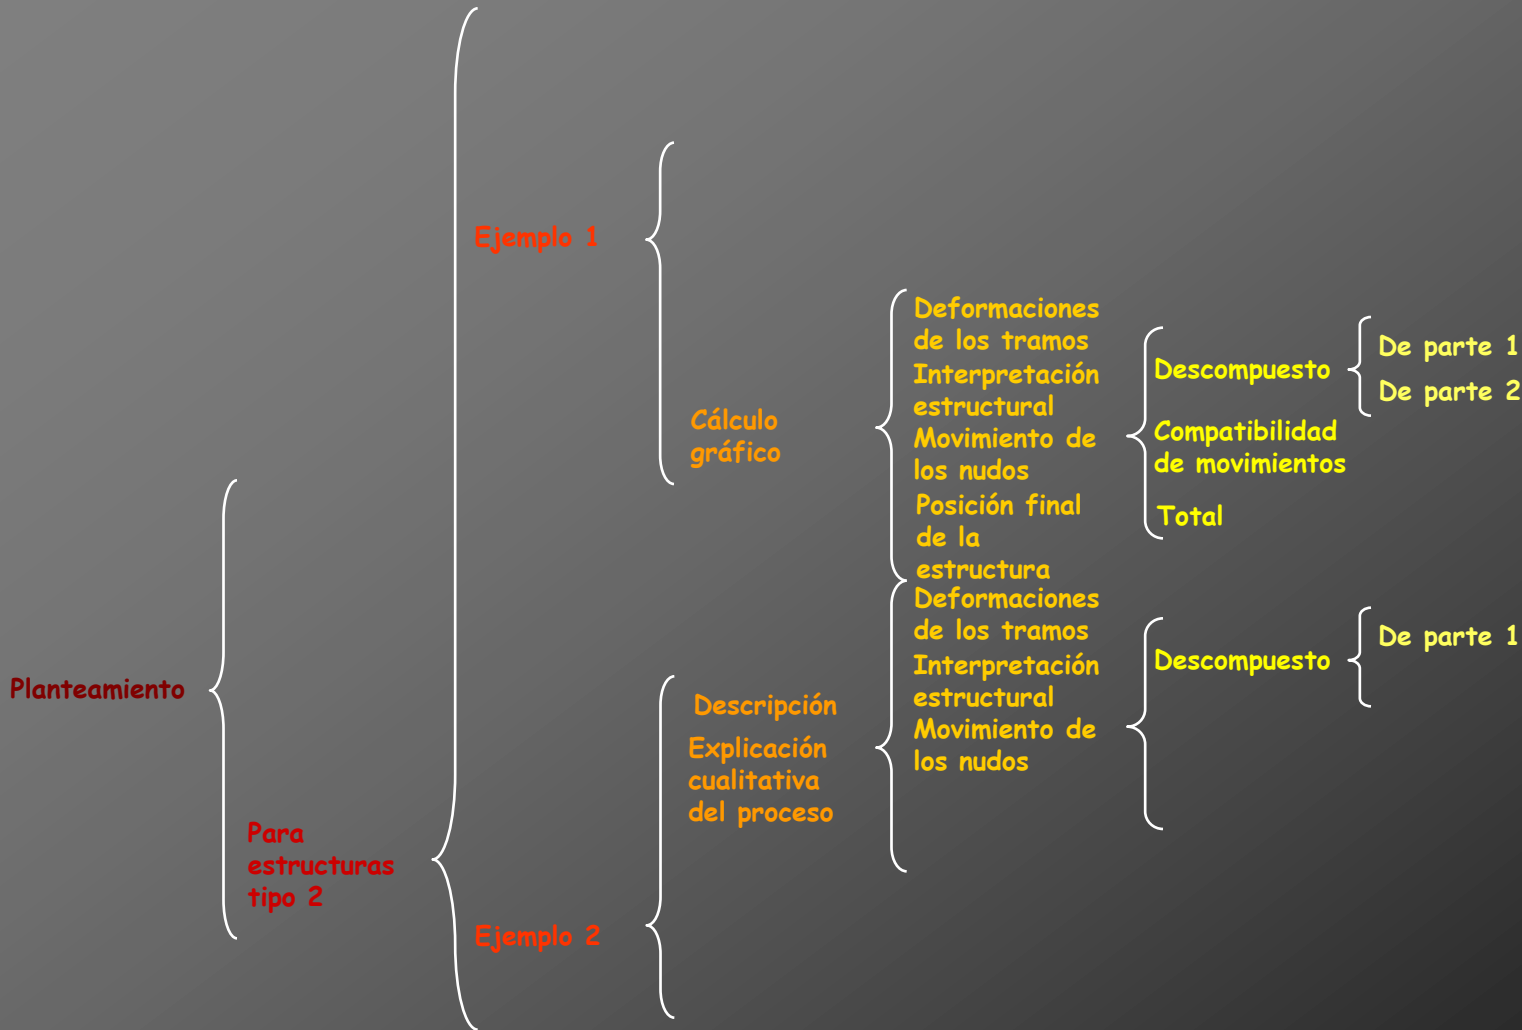 Planteamiento
Para
estructuras
tipo 2
Ejemplo 1
Cálculo
gráfico
Deformaciones
de los tramos
Interpretación
estructural
Movimiento de
los nudos
Posición final
de la
estructura
Descompuesto
De parte 1
De parte 2
Compatibilidad
de movimientos
Total
Ejemplo 2
Descripción
Explicación
cualitativa
del proceso
Deformaciones
de los tramos
Interpretación
estructural
Movimiento de
los nudos
Descompuesto
De parte 1